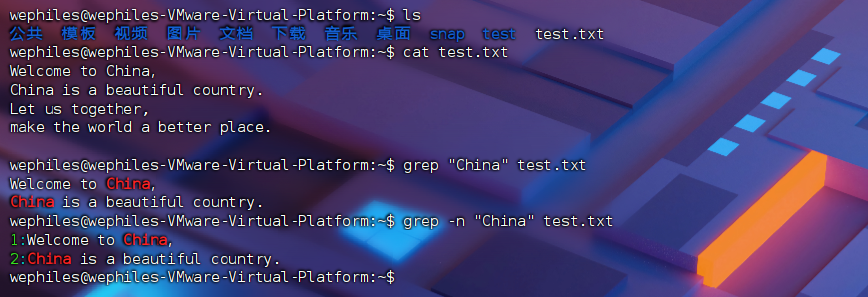 wephiles@wephiles-VMware-Virtual-Platform:~$ ls
公共 模板 视频 图片 文档 下载 音乐 桌面 snap test test.txt
wephiles@wephiles-VMware-Virtual-Platform:~$ cat test.txt
Welcome to China,
China is a beautiful country.
Let us together,
make the world a better place.
wephiles@wephiles-VMware-Virtual-Platform:~$ grep "China" test.txt
Welcome to China,
China is a beautiful country.
wephiles@wephiles-VMware-Virtual-Platform:~$ grep -n "China" test.txt
1:Welcome to China,
2:China is a beautiful country.
wephiles@wephiles-VMware-Virtual-Platform:~$